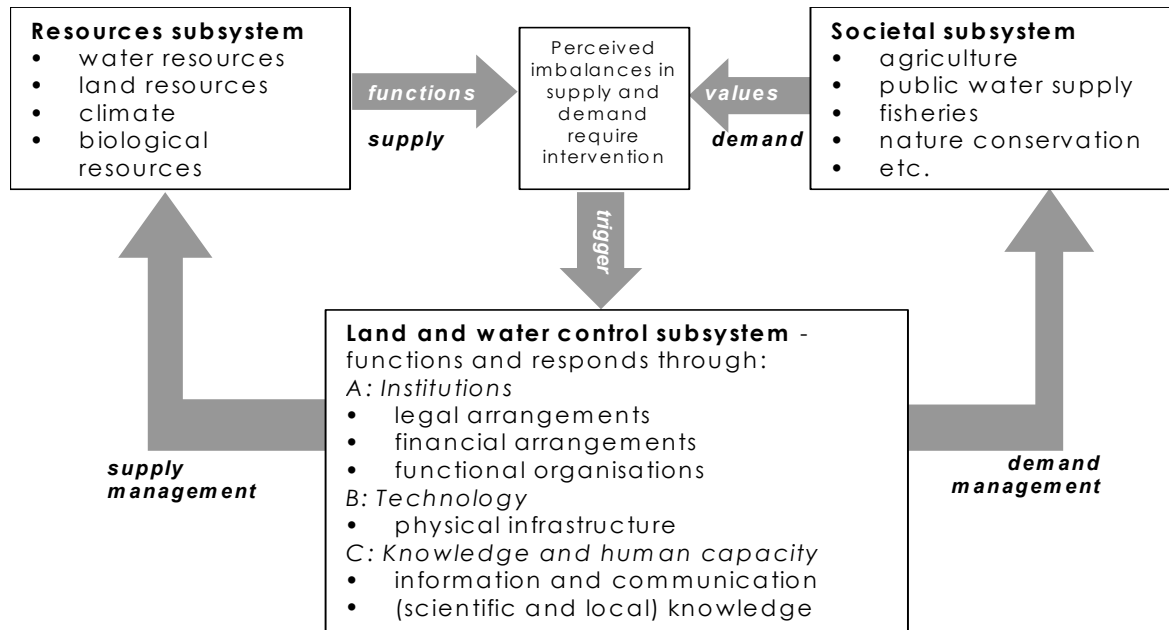 Resources subsystem
• water resources
• land resources
• climate
• biological
resources
functions
supply
Perceived
imbalances in
supply and
demand
require
intervention
values
demand
Societal subsystem
• agriculture
• public water supply
• fisheries
• nature conservation
• etc.
trigger
Land and water control subsystem -
functions and responds through:
A: Institutions
• legal arrangements
• financial arrangements
• functional organisations
B: Technology
• physical infrastructure
C: Knowledge and human capacity
• information and communication
• (scientific and local) knowledge
supply
management
demand
management